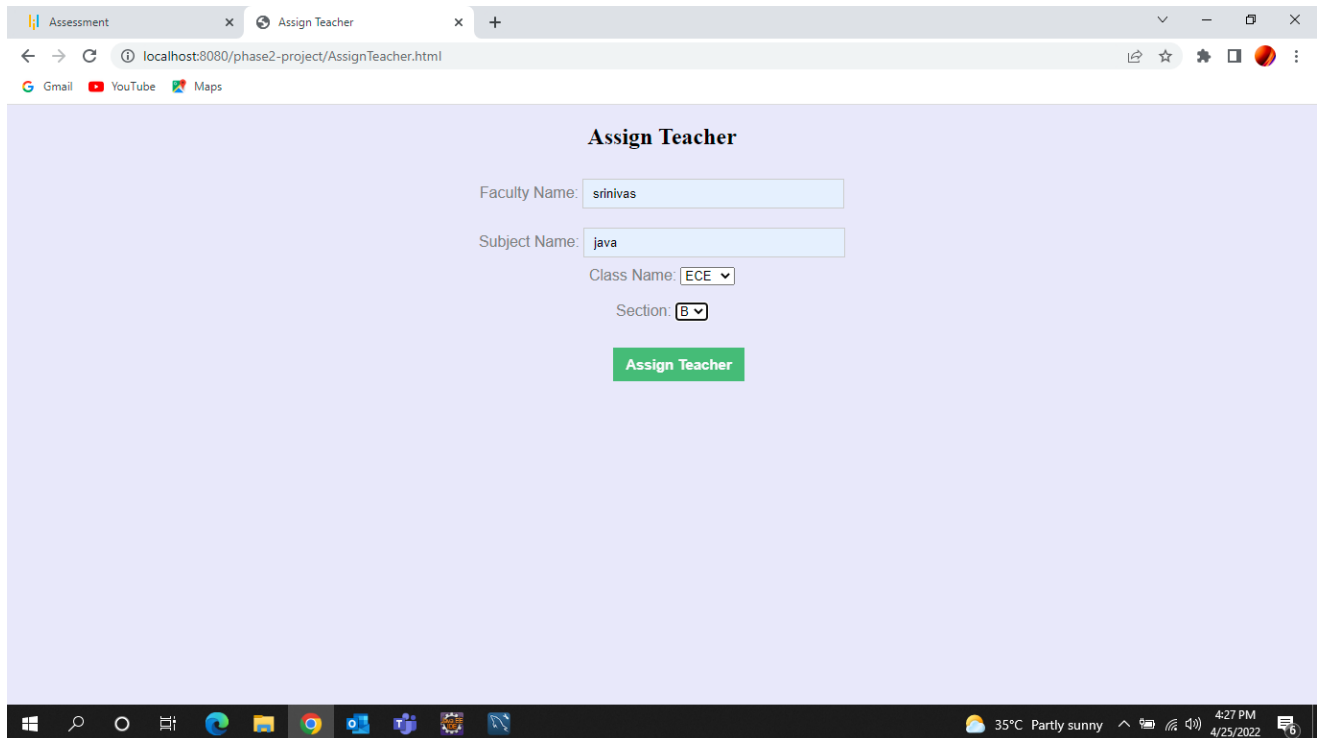 Assessment
Assign Teacher
localhost:8080/phase2-project/AssignTeacher.html
Gmail YouTube Maps
Assign Teacher
Faculty Name: srinivas
Subject Name: java
Class Name: ECE
Section: B
Assign Teacher
35°C Partly sunny
4:27 PM
4/25/2022
6